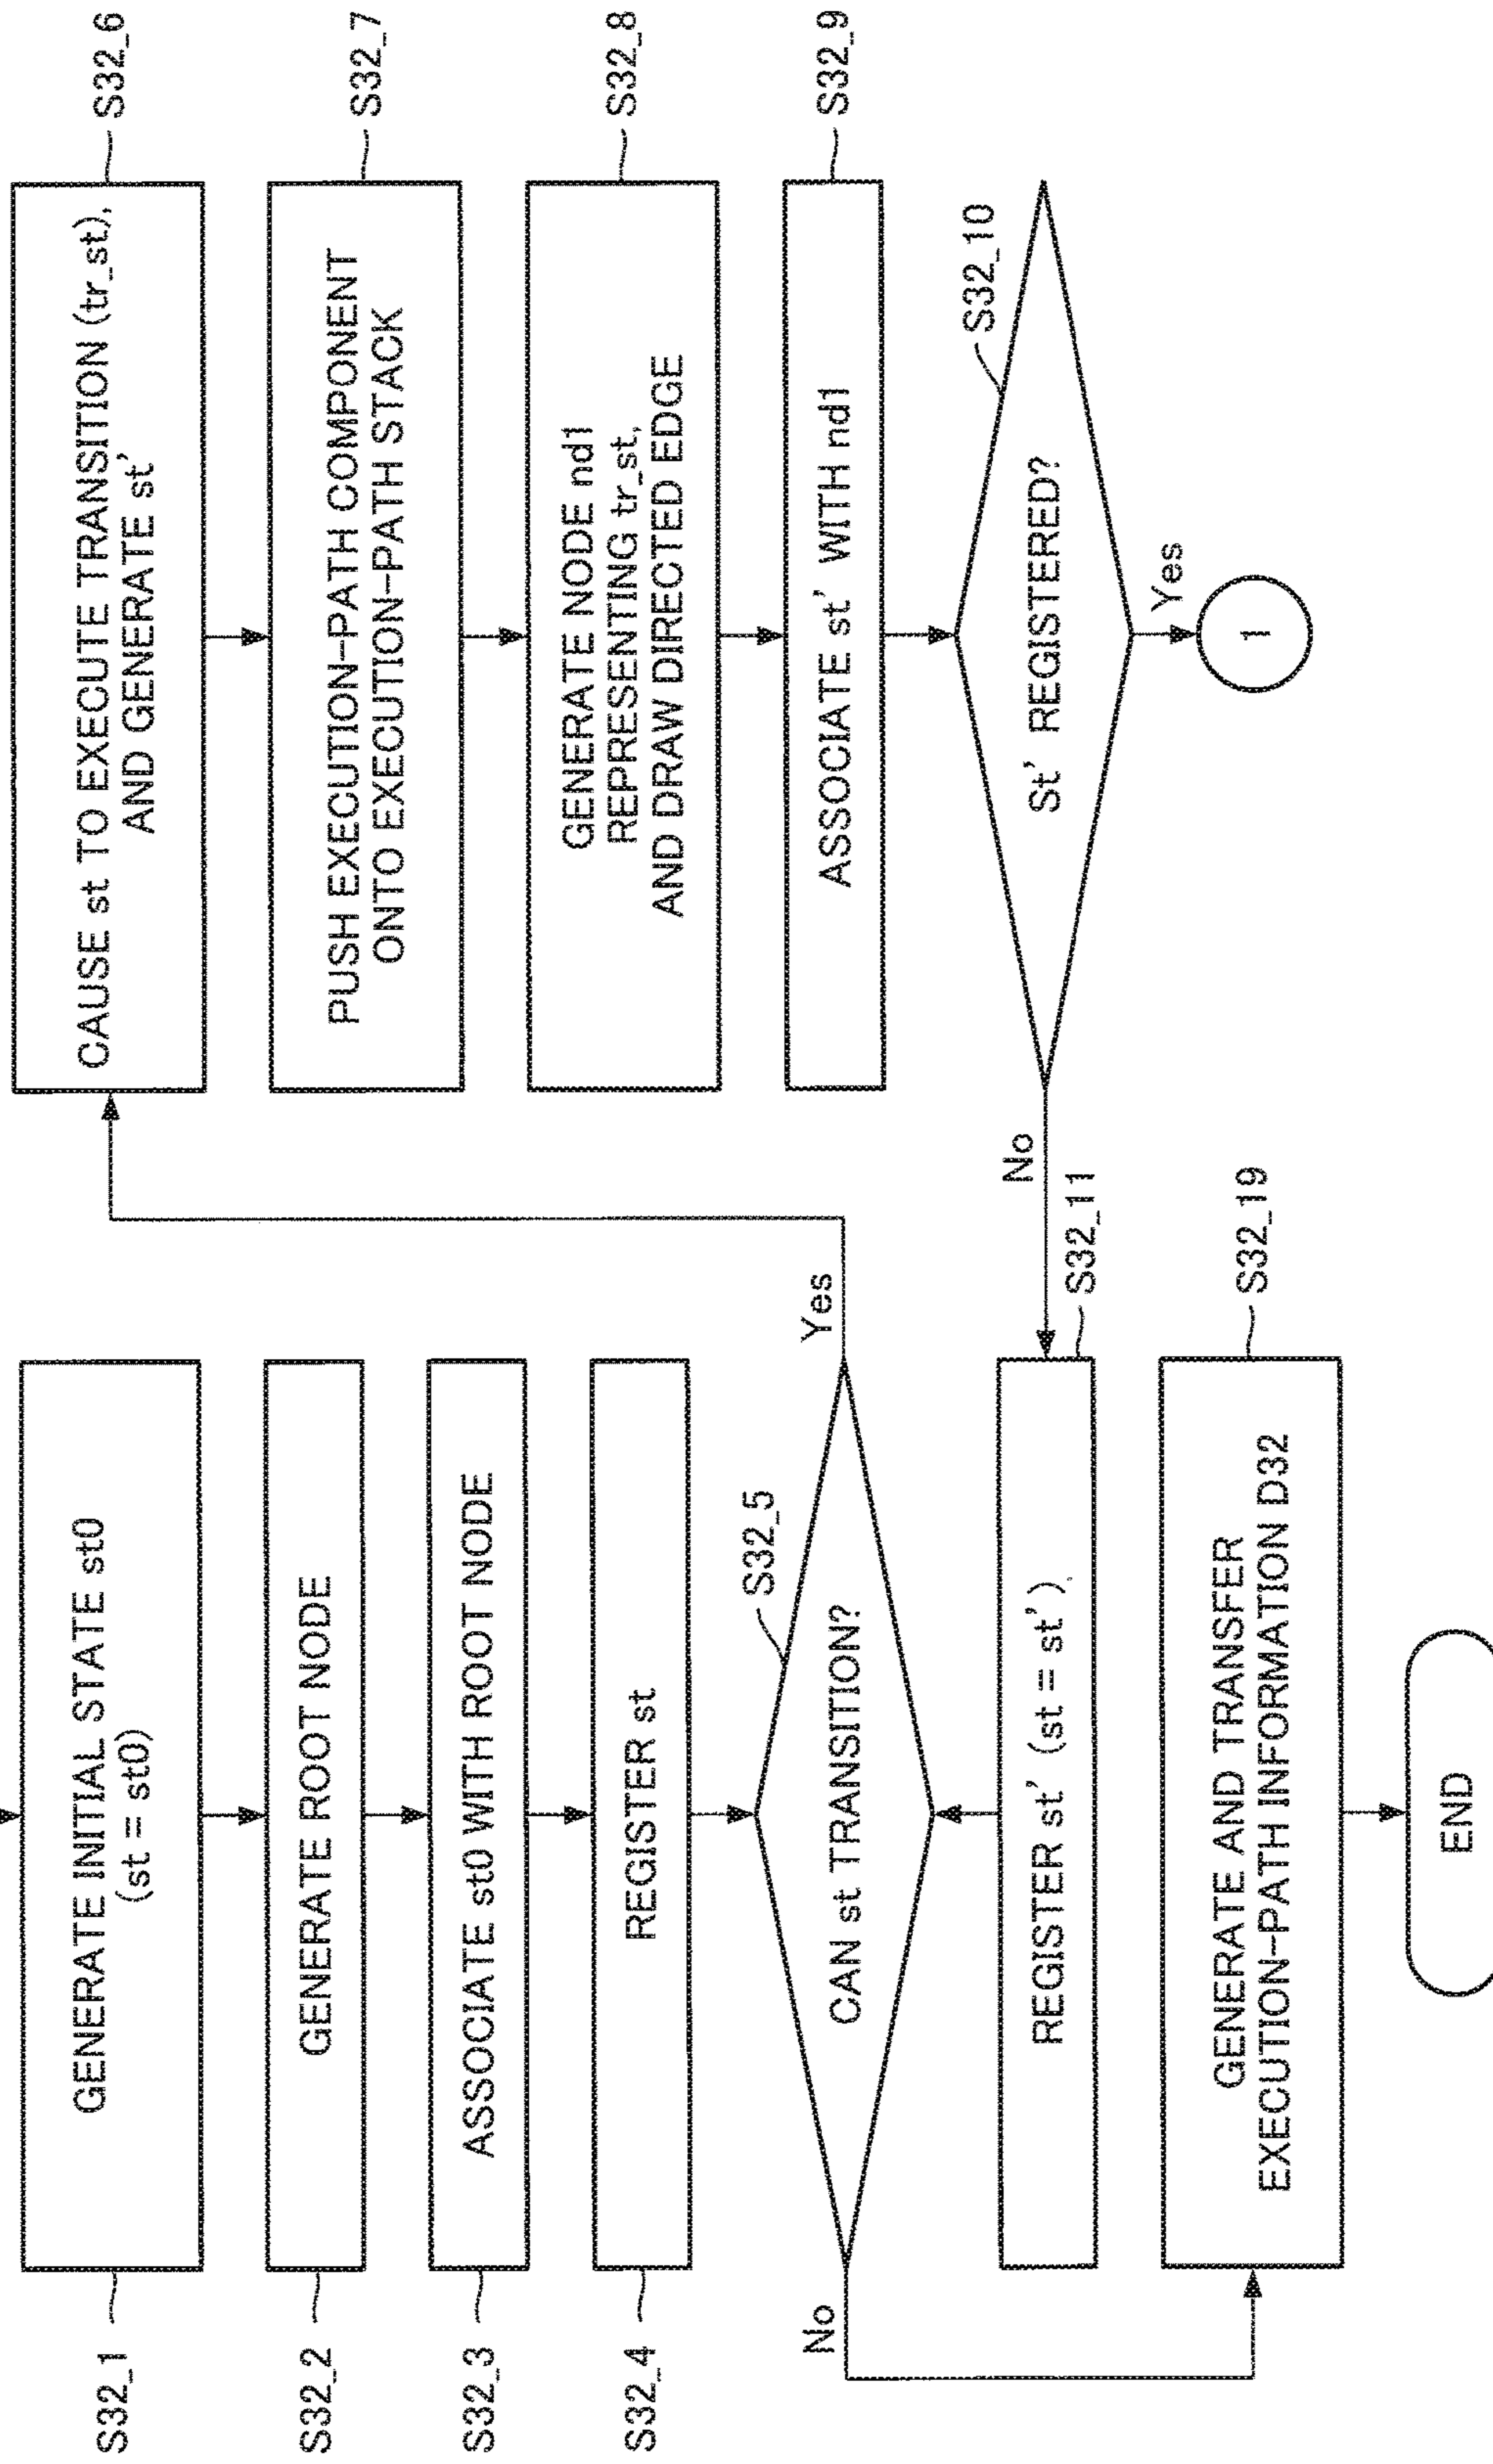 S32_1
GENERATE INITIAL STATE st0
(st = st0)
S32_2
GENERATE ROOT NODE
S32_3
ASSOCIATE st0 WITH ROOT NODE
S32_4
REGISTER st
S32_5
CAN st TRANSITION?
Yes
No
S32_6
CAUSE st TO EXECUTE TRANSITION (tr_st),
AND GENERATE st'
S32_7
PUSH EXECUTION-PATH COMPONENT
ONTO EXECUTION-PATH STACK
S32_8
GENERATE NODE nd1
REPRESENTING tr_st,
AND DRAW DIRECTED EDGE
S32_9
ASSOCIATE st' WITH nd1
S32_10
St' REGISTERED?
Yes
1
No
S32_11
REGISTER st' (st = st')
S32_19
GENERATE AND TRANSFER
EXECUTION-PATH INFORMATION D32
END